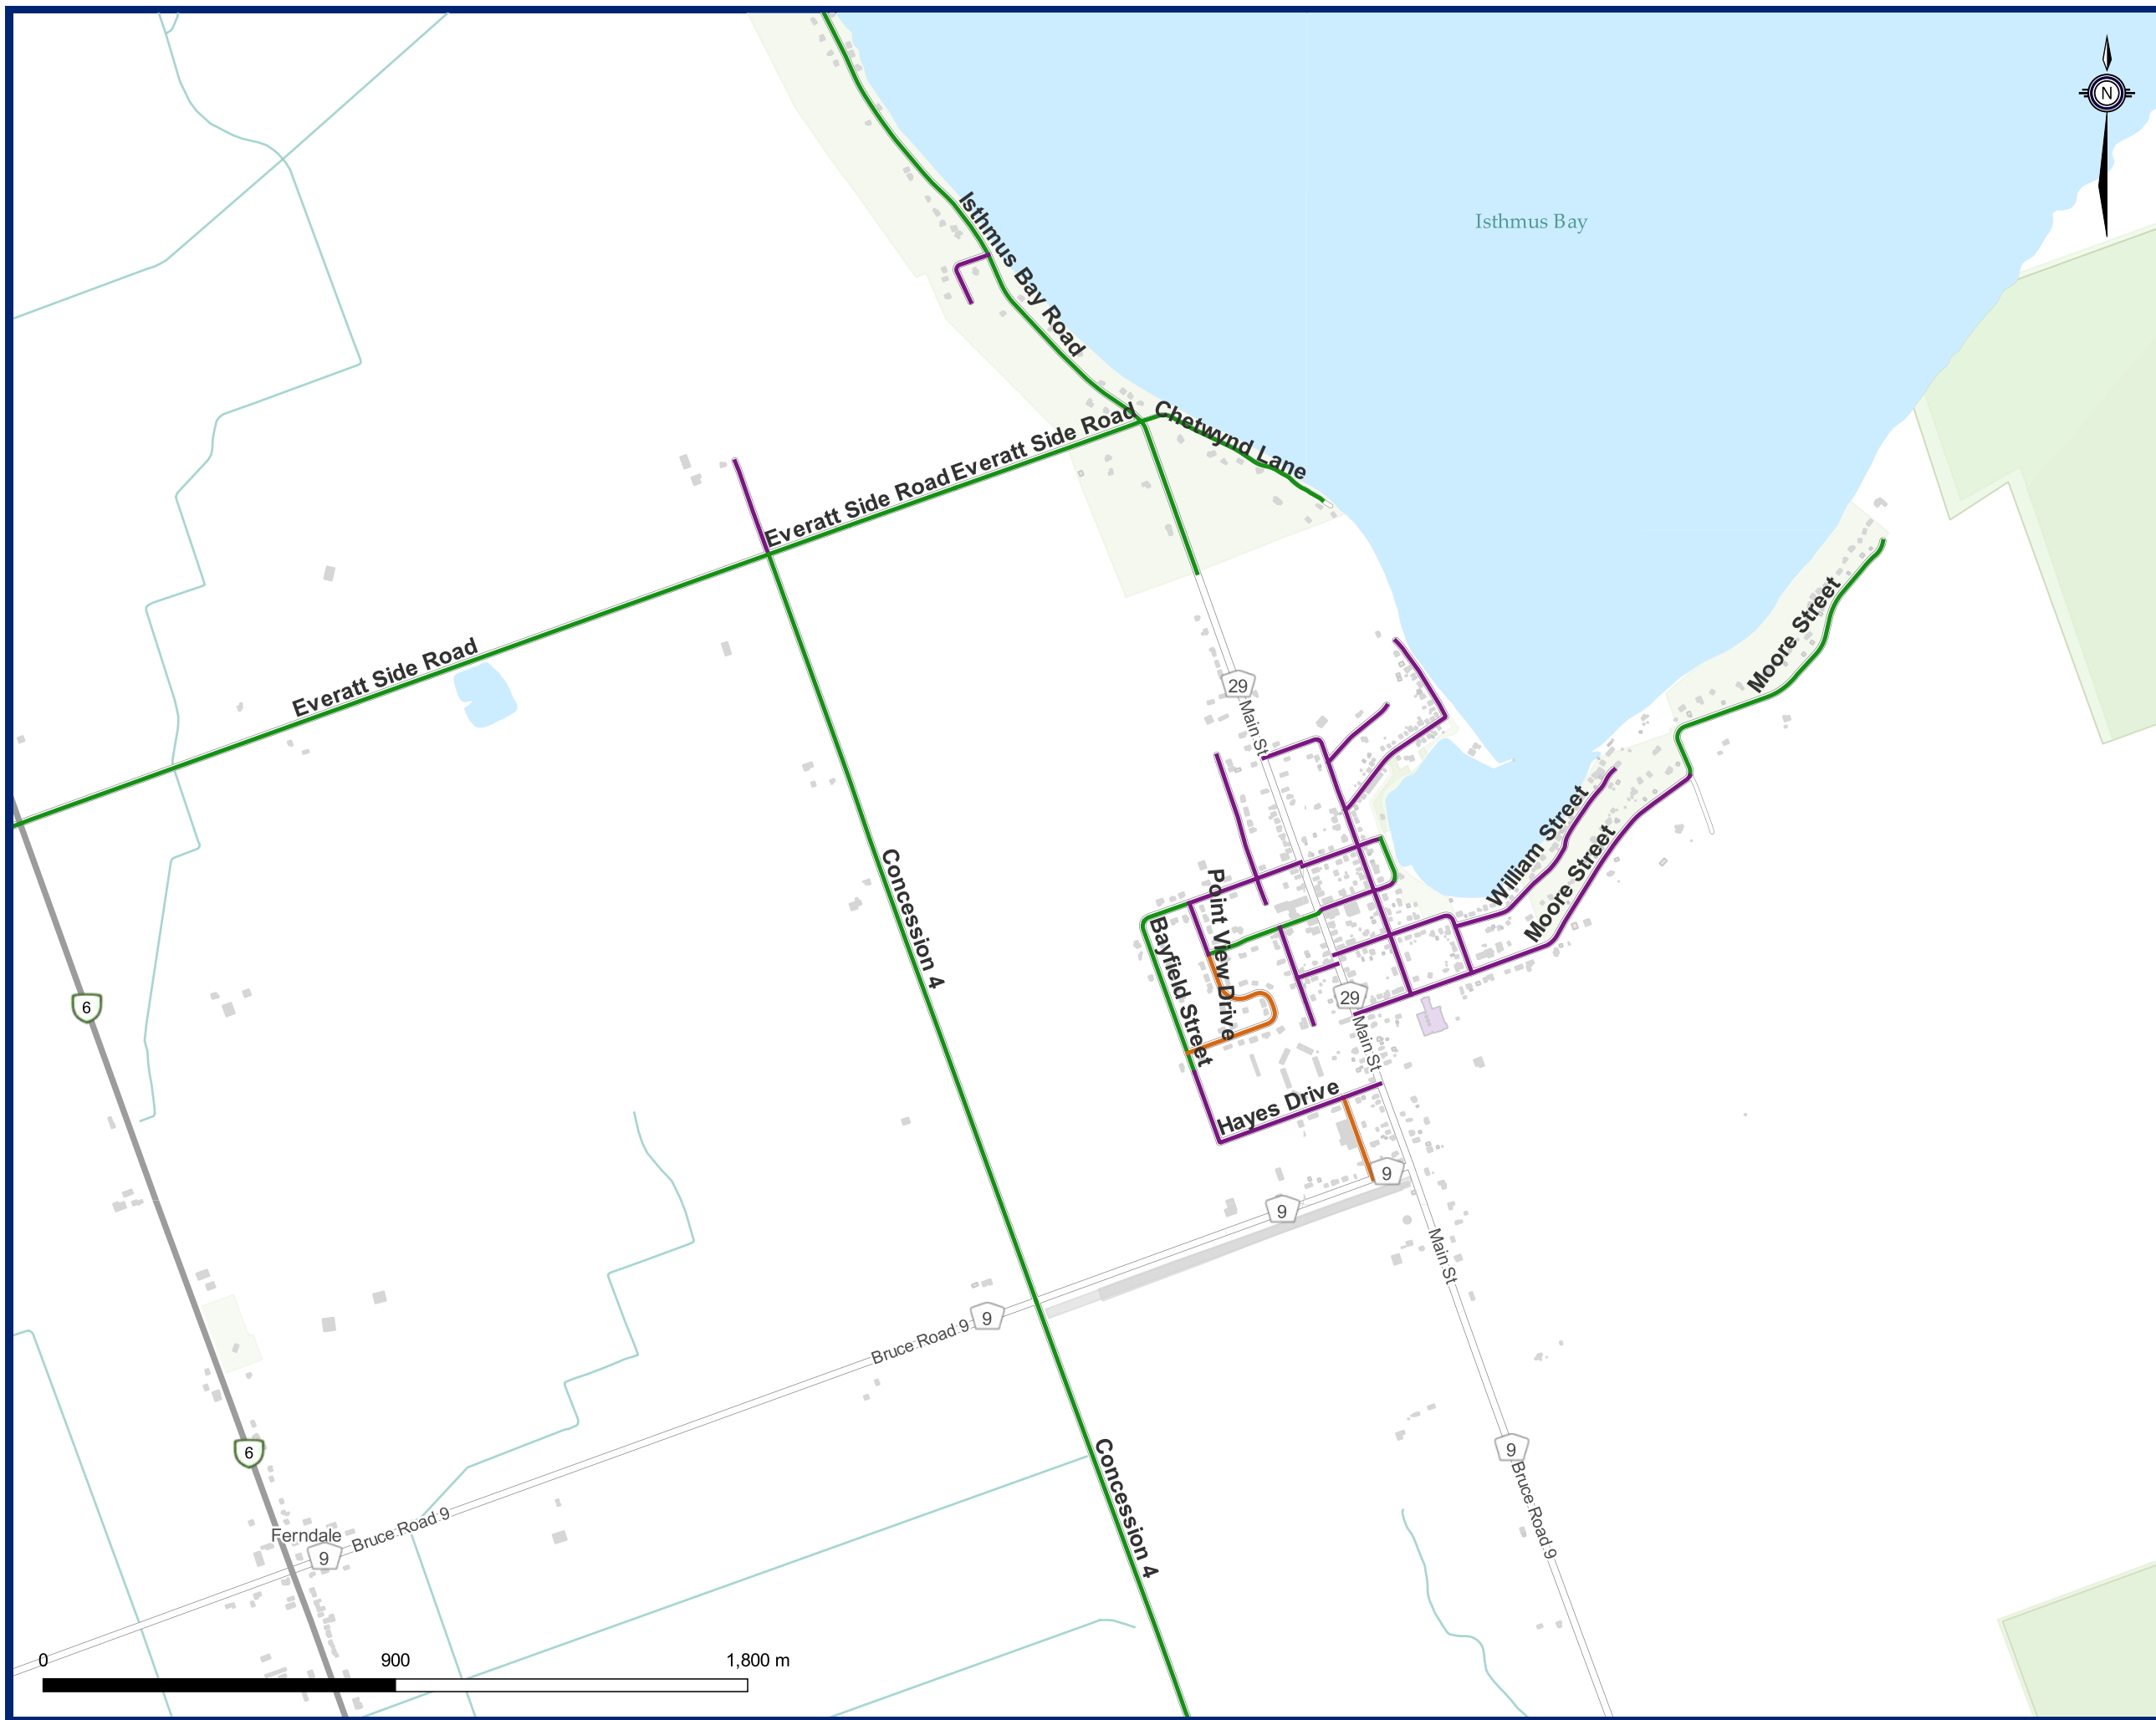 N
Isthmus Bay
Isthmus Bay Road
Chetwynd Lane
Everatt Side Road
Everatt Side Road
Everatt Side Road
Moore Street
29
Main St
William Street
Moore Street
Concession 4
Point View Drive
Bayfield Street
6
29
Main St
Hayes Drive
9
9
Main St
9
Bruce Road 9
6
9
Bruce Road 9
Concession 4
Ferndale
9
Bruce Road 9
0 900 1,800 m